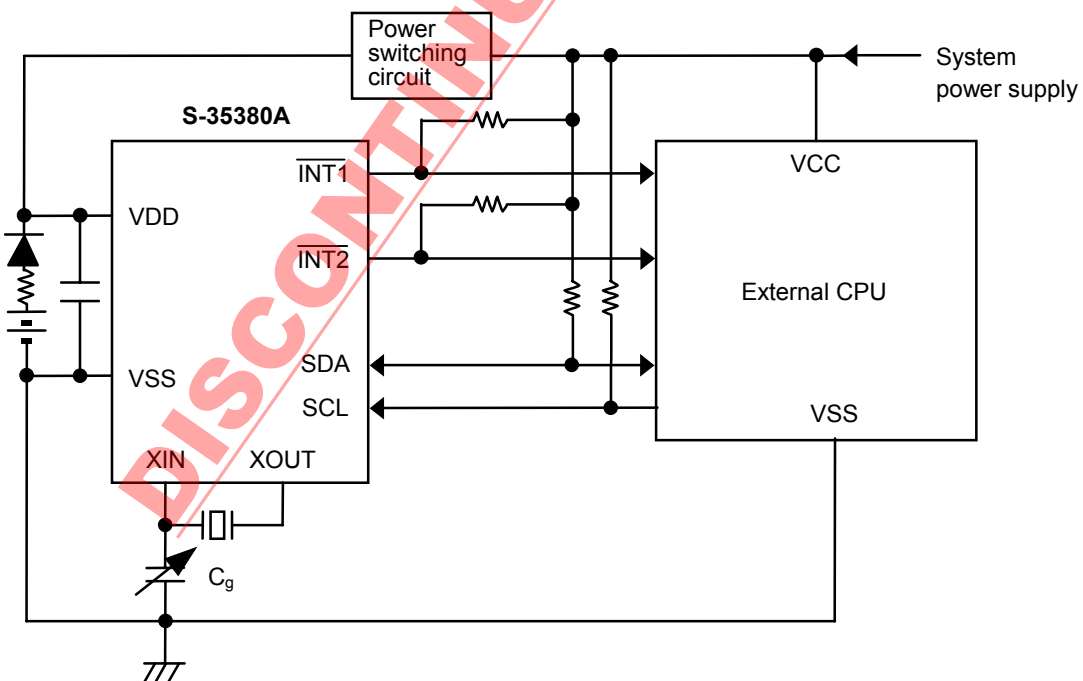 Power
switching
circuit
System
power supply
S-35380A
INT1
VCC
VDD
INT2
External CPU
SDA
VSS
SCL
VSS
XIN
XOUT
Cg
DISCONTINU